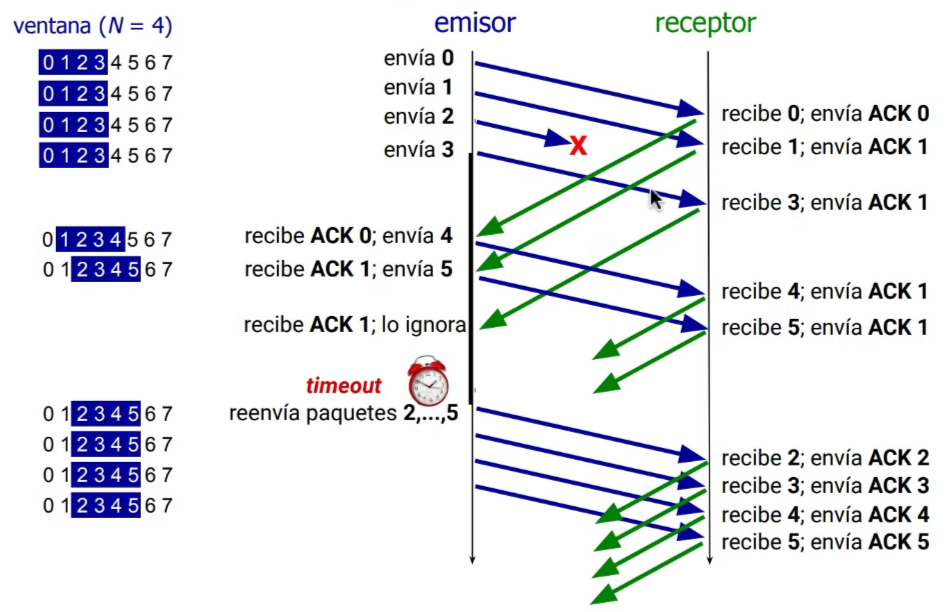 ventana (N = 4)
emisor
receptor
0 1 2 3 4 5 6 7
envía 0
0 1 2 3 4 5 6 7
envía 1
recibe 0; envía ACK 0
0 1 2 3 4 5 6 7
envía 2
X
recibe 1; envía ACK 1
0 1 2 3 4 5 6 7
envía 3
recibe 3; envía ACK 1
0 1 2 3 4 5 6 7
recibe ACK 0; envía 4
0 1 2 3 4 5 6 7
recibe ACK 1; envía 5
recibe 4; envía ACK 1
recibe ACK 1; lo ignora
recibe 5; envía ACK 1
timeout
0 1 2 3 4 5 6 7
reenvía paquetes 2,...,5
0 1 2 3 4 5 6 7
recibe 2; envía ACK 2
0 1 2 3 4 5 6 7
recibe 3; envía ACK 3
0 1 2 3 4 5 6 7
recibe 4; envía ACK 4
recibe 5; envía ACK 5